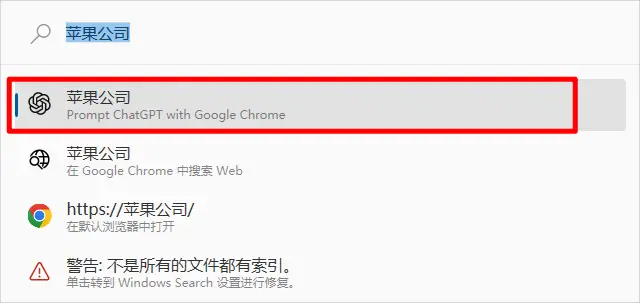 苹果公司
苹果公司
Prompt ChatGPT with Google Chrome
苹果公司
在 Google Chrome 中搜索 Web
https://苹果公司/
在默认浏览器中打开
警告: 不是所有的文件都有索引。
单击转到 Windows Search 设置进行修复。